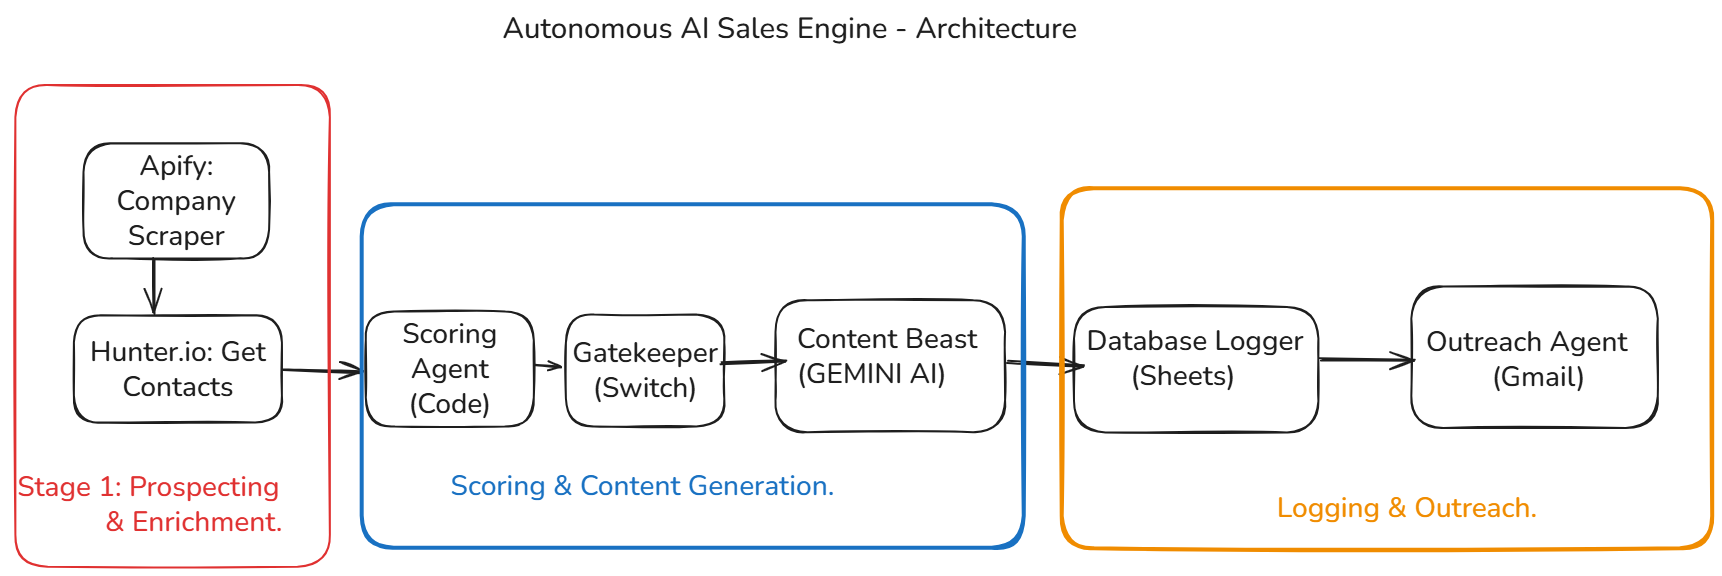 Autonomous AI Sales Engine - Architecture
Apify:
Company
Scraper
Hunter.io: Get
Contacts
Stage 1: Prospecting
& Enrichment.
Scoring
Agent
(Code)
Gatekeeper
(Switch)
Content Beast
(GEMINI AI)
Scoring & Content Generation.
Database Logger
(Sheets)
Outreach Agent
(Gmail)
Logging & Outreach.